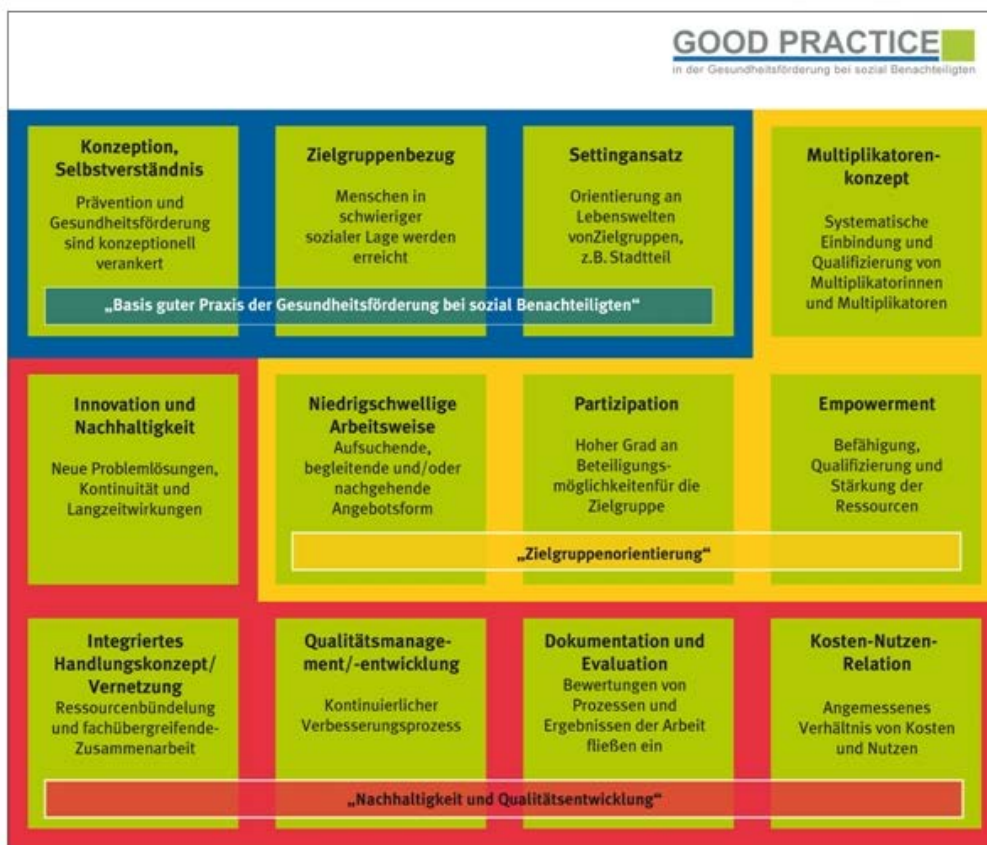 GOOD PRACTICE
in der Gesundheitsförderung bei sozial Benachteiligten
Konzeption,
Selbstverständnis
Prävention und
Gesundheitsförderung
sind konzeptionell
verankert
Zielgruppenbezug
Menschen in
schwieriger
sozialer Lage werden
erreicht
Settingansatz
Orientierung an
Lebenswelten
vonZielgruppen,
z.B. Stadtteil
„Basis guter Praxis der Gesundheitsförderung bei sozial Benachteiligten“
Multiplikatoren-
konzept
Systematische
Einbindung und
Qualifizierung von
Multiplikatorinnen
und Multiplikatoren
Innovation und
Nachhaltigkeit
Neue Problemlösungen,
Kontinuität und
Langzeitwirkungen
Niedrigschwellige
Arbeitsweise
Aufsuchende,
begleitende und/oder
nachgehende
Angebotsform
Partizipation
Hoher Grad an
Beteiligungs-
möglichkeitenfür die
Zielgruppe
Empowerment
Befähigung,
Qualifizierung und
Stärkung der
Ressourcen
„Zielgruppenorientierung“
Integriertes
Handlungskonzept/
Vernetzung
Ressourcenbündelung
und fachübergreifende-
Zusammenarbeit
Qualitätsmanage-
ment/-entwicklung
Kontinuierlicher
Verbesserungsprozess
Dokumentation und
Evaluation
Bewertungen von
Prozessen und
Ergebnissen der Arbeit
fließen ein
Kosten-Nutzen-
Relation
Angemessenes
Verhältnis von Kosten
und Nutzen
„Nachhaltigkeit und Qualitätsentwicklung“